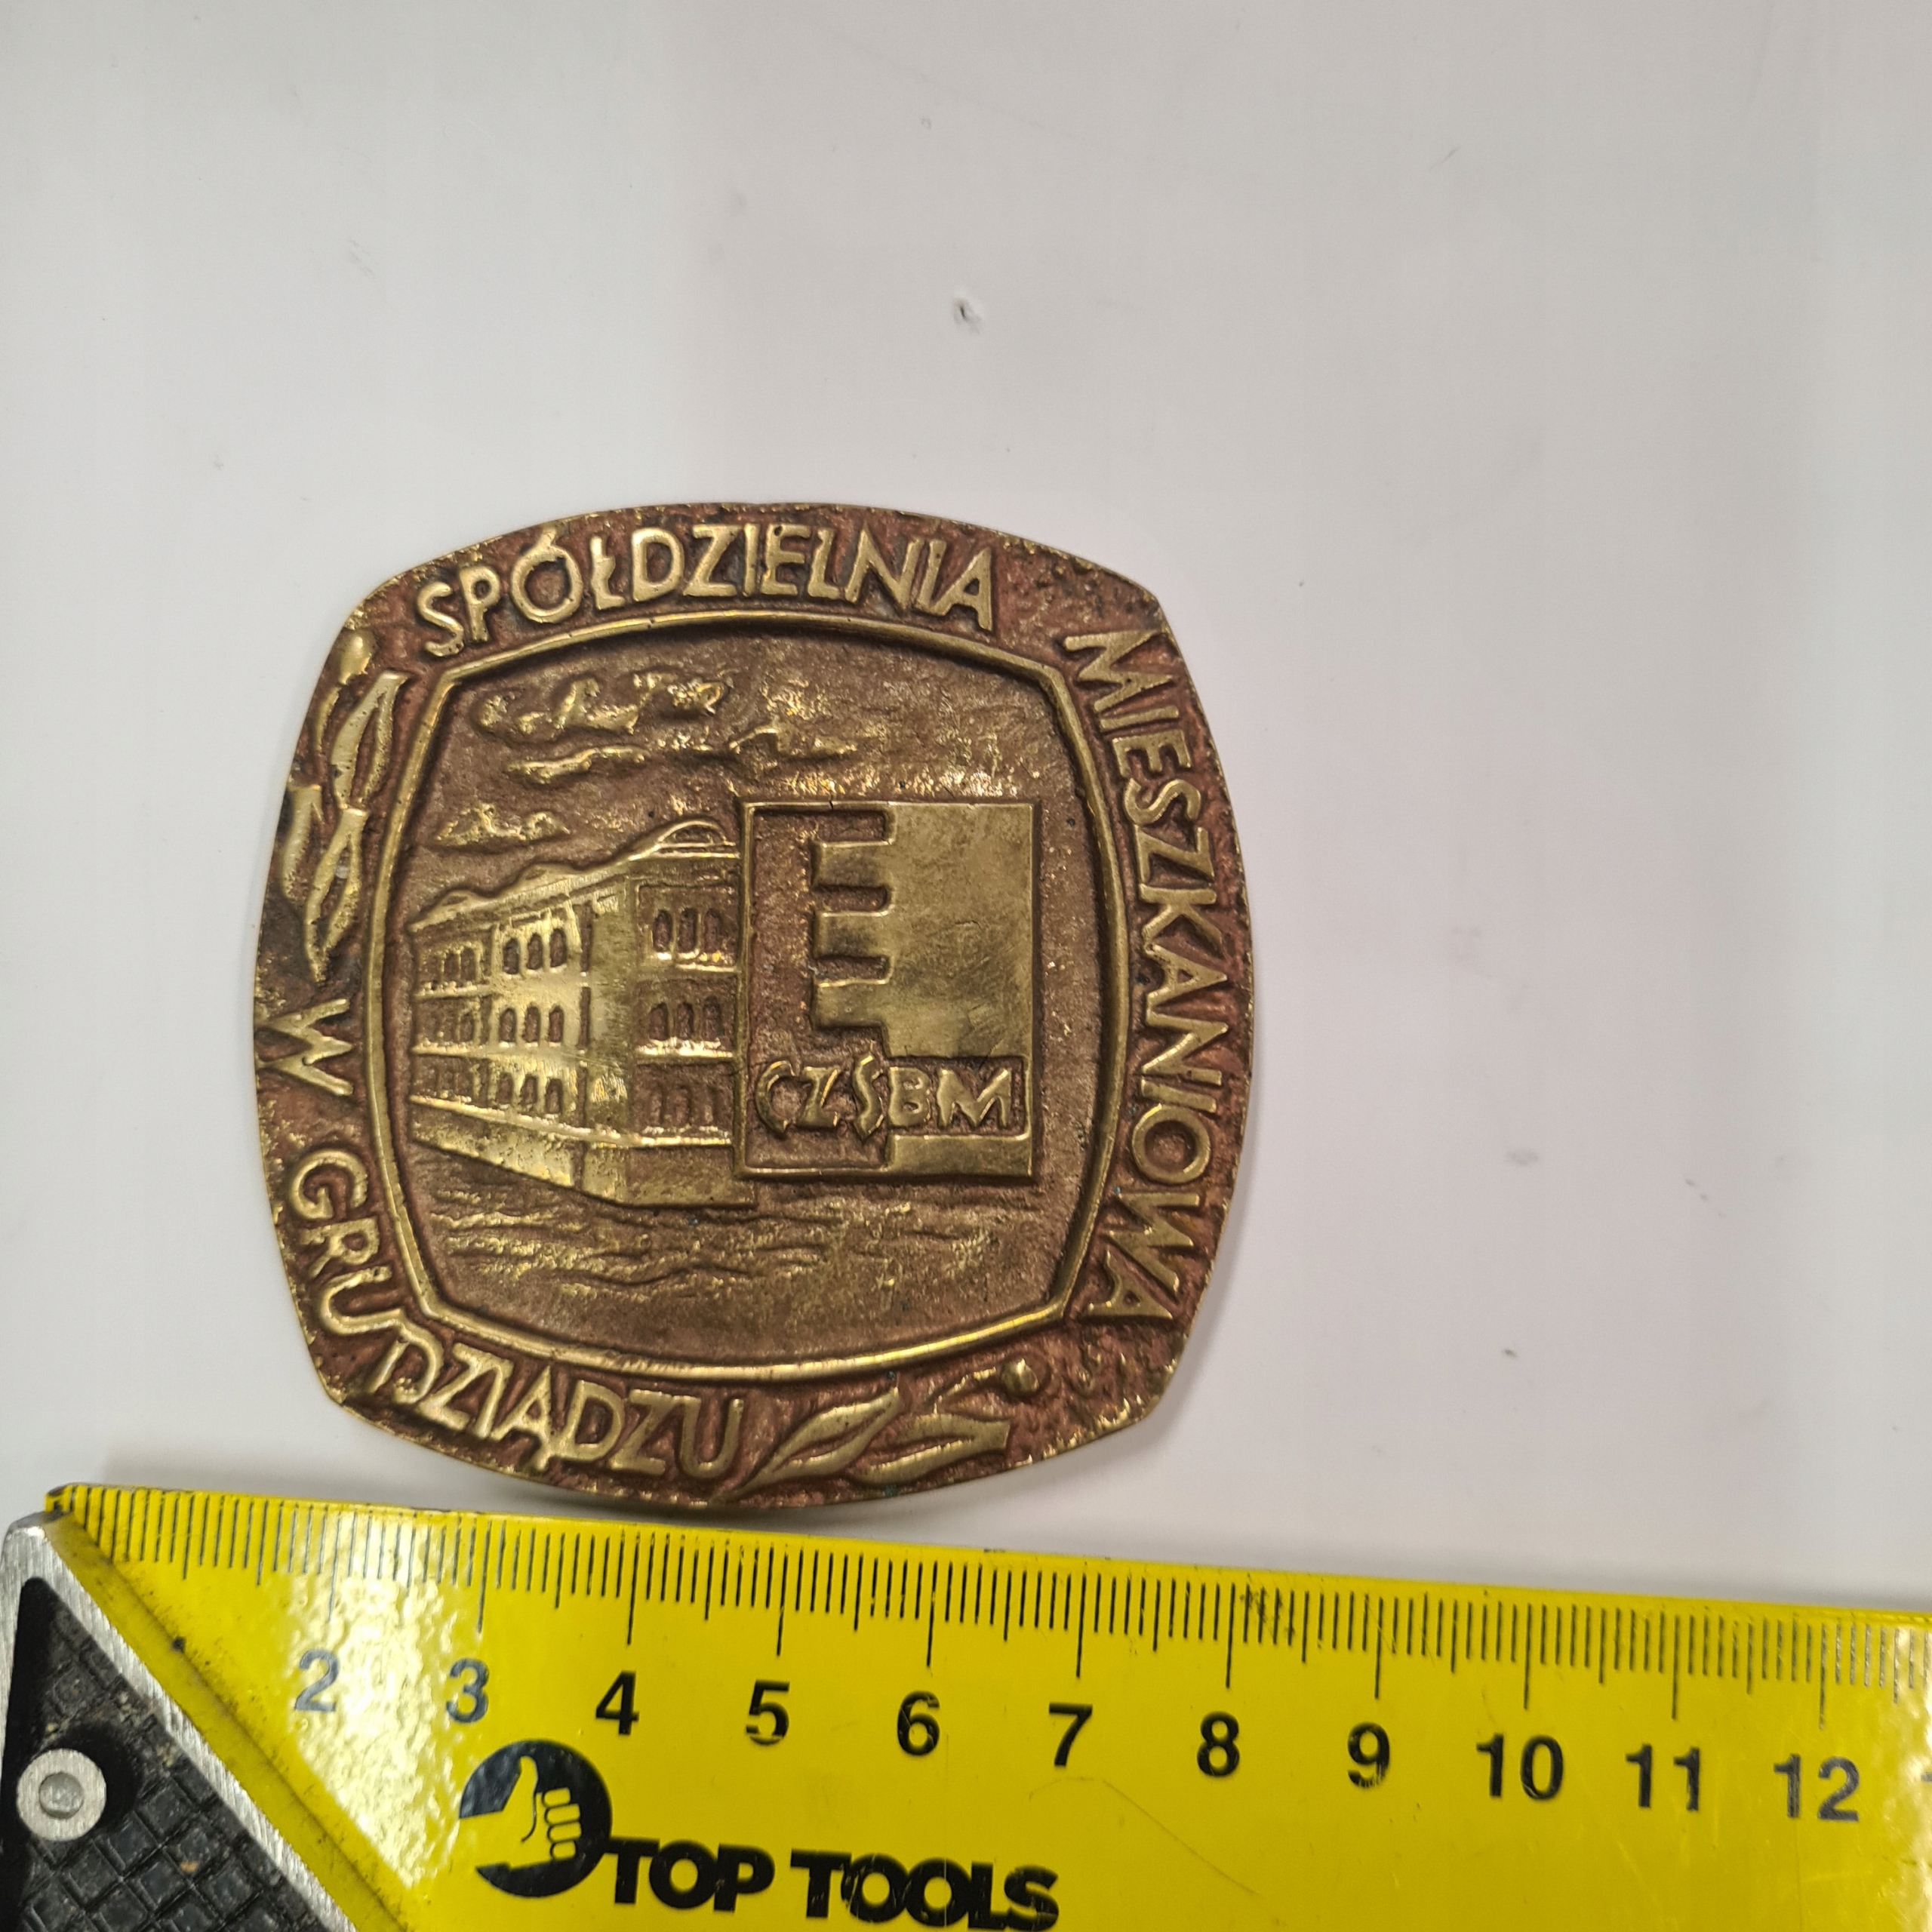 SPÓŁDZIELNIA
MIESZKANIOWA
W GRUDZIĄDZU
CZSBM
2 3 4 5 6 7 8 9 10 11 12
TOP TOOLS